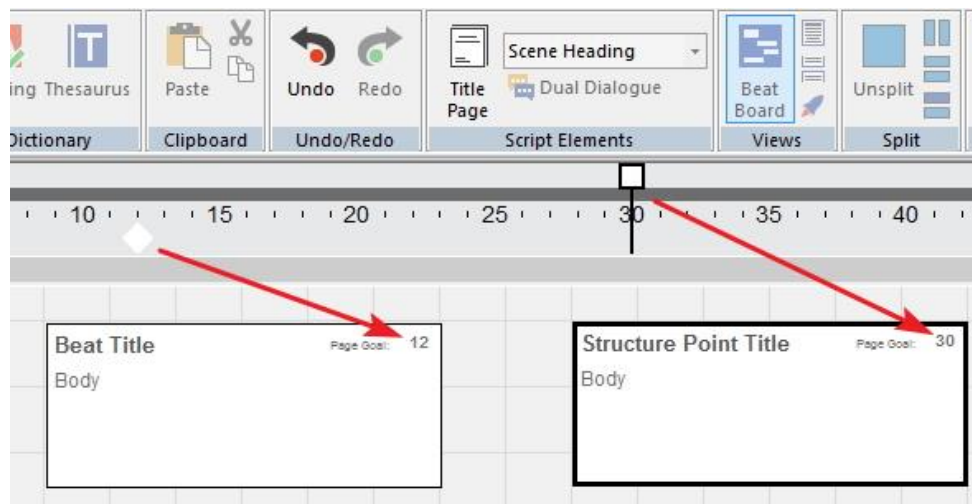 ing Thesaurus
Paste
Undo Redo
Title Page
Scene Heading
Dual Dialogue
Beat Board
Unsplit
Dictionary
Clipboard
Undo/Redo
Script Elements
Views
Split
10 15 20 25 30 35 40
Beat Title Page Goal: 12
Body
Structure Point Title Page Goal: 30
Body